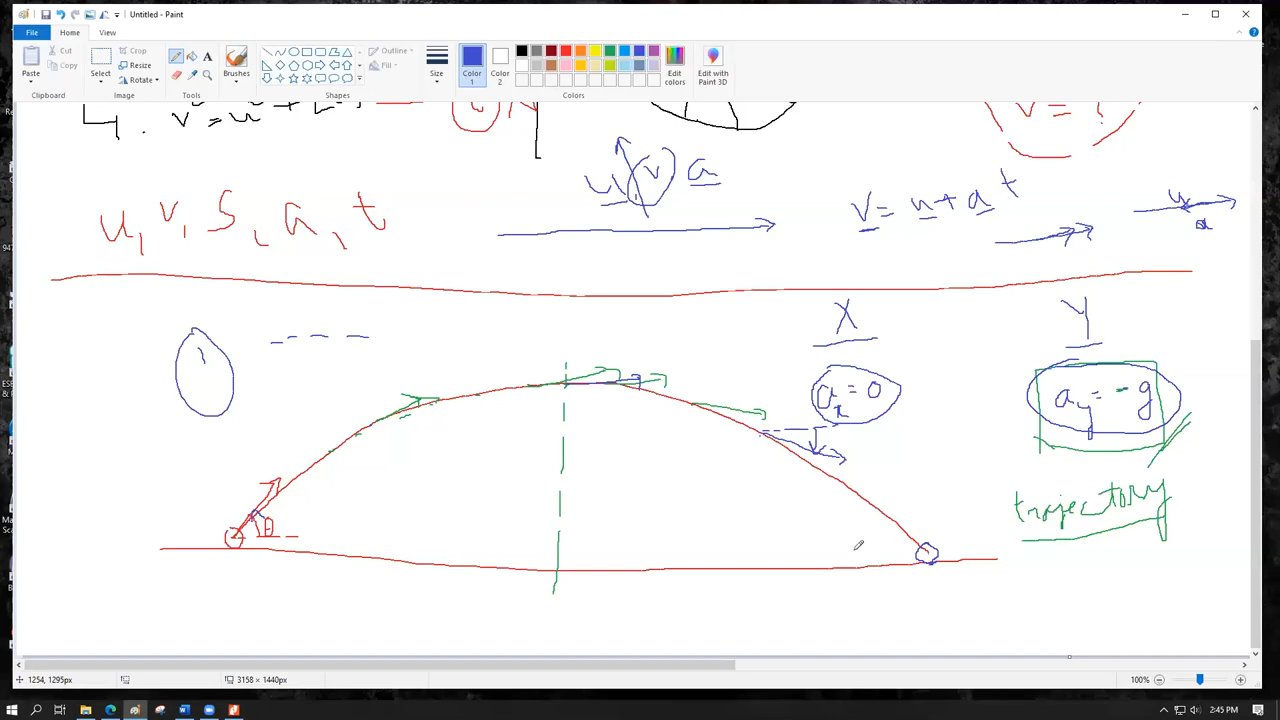 Untitled - Paint
File Home View
Paste Cut Copy Clipboard
Select Crop Resize Rotate Image
Tools
Brushes
Shapes Outline Fill
Size
Color 1 Color 2 Edit colors Colors
Edit with Paint 3D
4. v = u +
v = ?
u, v, s, a, t
u v a
v = u + a t
u
a
X
Y
aₓ = 0
a_y = - g
θ
trajectory
1254, 1295px
3158 × 1440px
100%
2:45 PM